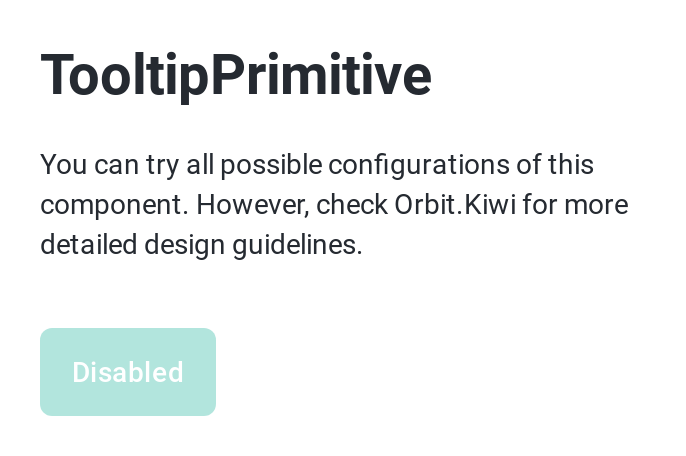 TooltipPrimitive
You can try all possible configurations of this
component. However, check Orbit.Kiwi for more
detailed design guidelines.
Disabled